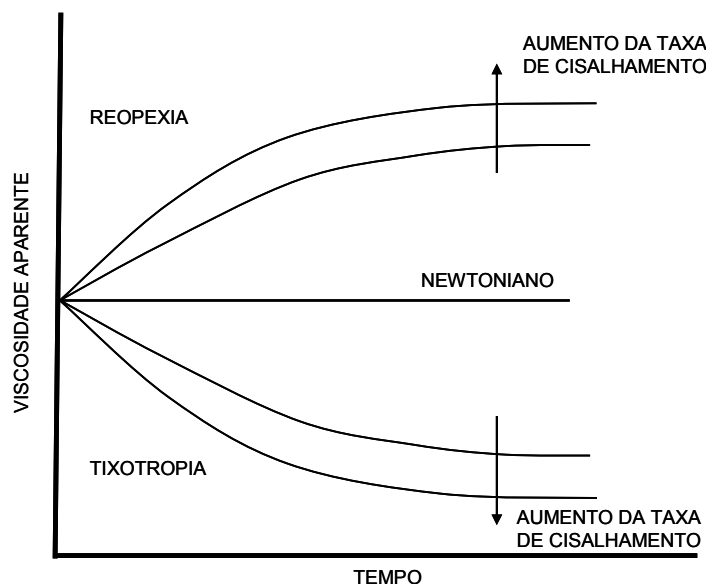 AUMENTO DA TAXA
DE CISALHAMENTO
REOPEXIA
VISCOSIDADE APARENTE
NEWTONIANO
TIXOTROPIA
AUMENTO DA TAXA
DE CISALHAMENTO
TEMPO